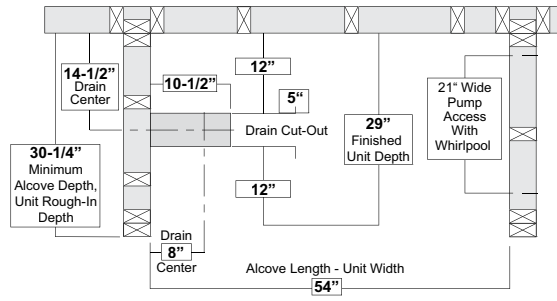 14-1/2”
Drain
Center
10-1/2”
12”
5“
Drain Cut-Out
29”
Finished
Unit Depth
21“ Wide
Pump
Access
With
Whirlpool
30-1/4”
Minimum
Alcove Depth,
Unit Rough-In
Depth
12”
Drain
8”
Center
Alcove Length - Unit Width
54”